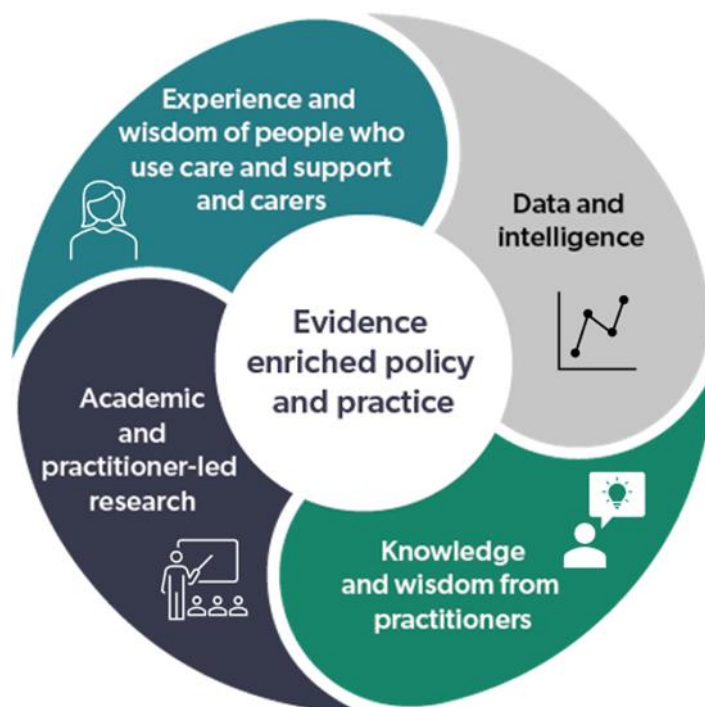 Experience and
wisdom of people who
use care and support
and carers
Data and
intelligence
Evidence
enriched policy
and practice
Academic
and
practitioner-led
research
Knowledge
and wisdom from
practitioners